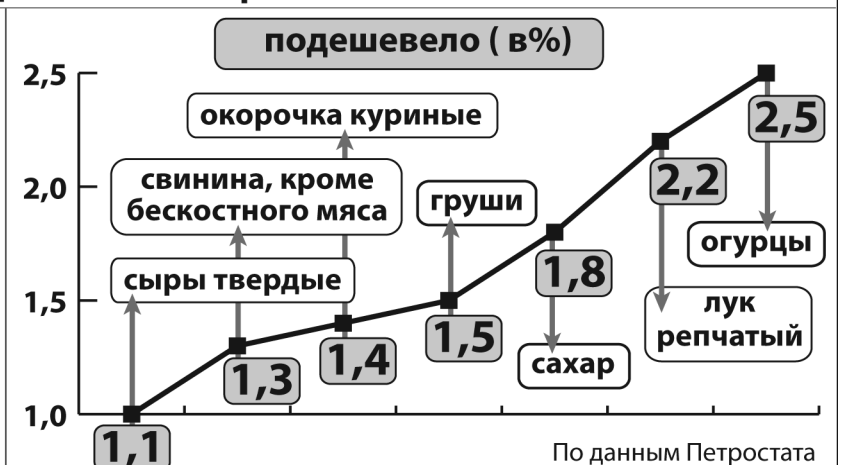 подешевело ( в%)
2,5
2,0
1,5
1,0
окорочка куриные
свинина, кроме
бескостного мяса
сыры твердые
груши
сахар
лук
репчатый
огурцы
1,1
1,3
1,4
1,5
1,8
2,2
2,5
По данным Петростата